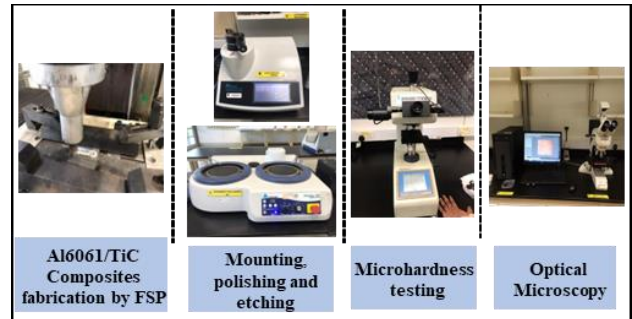 Al6061/TiC
Composites
fabrication by FSP
Mounting,
polishing and
etching
Microhardness
testing
Optical
Microscopy